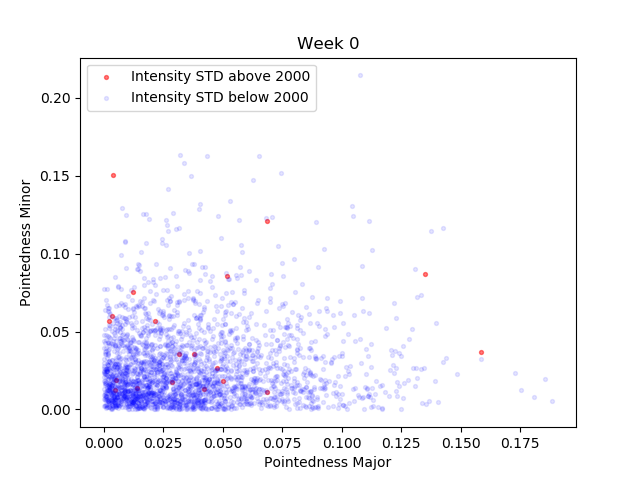 Week 0
Intensity STD above 2000
Intensity STD below 2000
0.20
0.15
0.10
0.05
0.00
Pointedness Minor
0.000 0.025 0.050 0.075 0.100 0.125 0.150 0.175
Pointedness Major